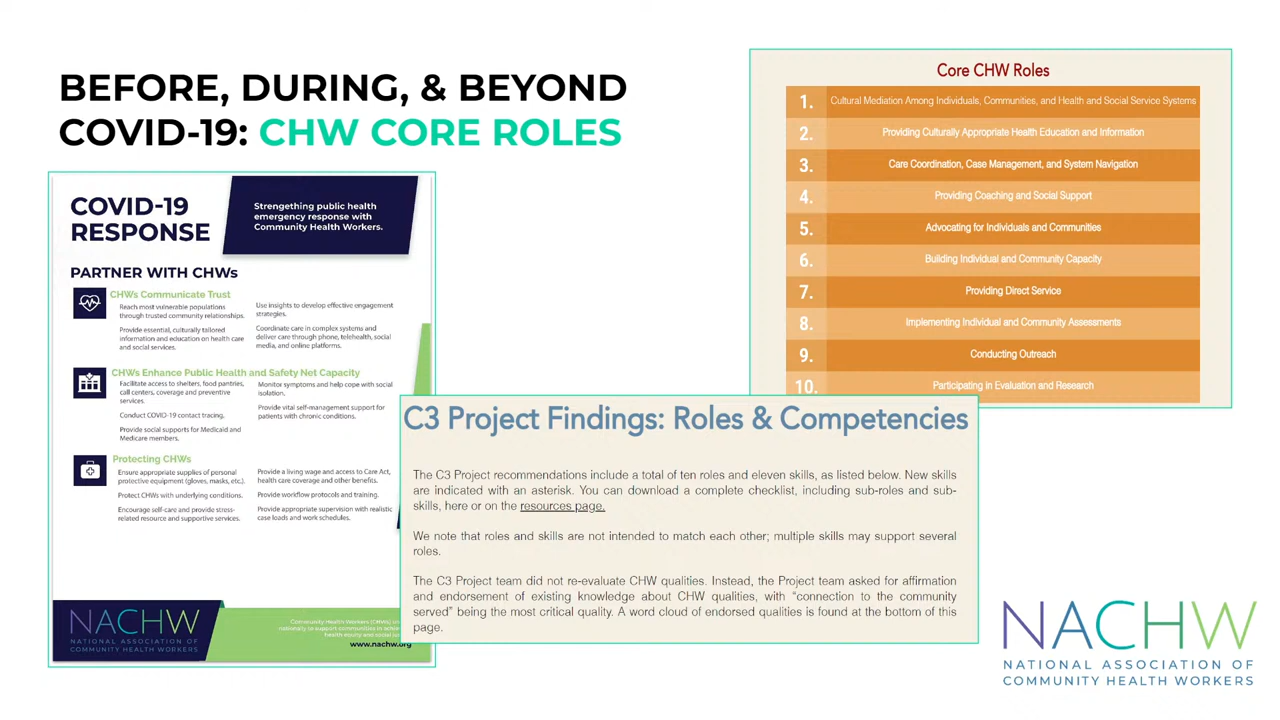 BEFORE, DURING, & BEYOND
COVID-19: CHW CORE ROLES
COVID-19
RESPONSE
Strengething public health
emergency response with
Community Health Workers.
PARTNER WITH CHWs
CHWs Communicate Trust
Reach most vulnerable populations
through trusted community relationships.
Provide essential, culturally tailored
information and education on health care
and social services.
Use insights to develop effective engagement
strategies.
Coordinate care in complex systems and
deliver care through phone, telehealth, social
media, and online platforms.
CHWs Enhance Public Health and Safety Net Capacity
Facilitate access to shelters, food pantries,
call centers, coverage and preventive
services.
Conduct COVID-19 contact tracing.
Provide social supports for Medicaid and
Medicare members.
Monitor symptoms and help cope with social
isolation.
Provide vital self-management support for
patients with chronic conditions.
Protecting CHWs
Ensure appropriate supplies of personal
protective equipment (gloves, masks, etc.).
Protect CHWs with underlying conditions.
Encourage self-care and provide stress-
related resource and supportive services.
Provide a living wage and access to Care Act,
health care coverage and other benefits.
Provide workflow protocols and training.
Provide appropriate supervision with realistic
case loads and work schedules.
NACHW
NATIONAL ASSOCIATION OF
COMMUNITY HEALTH WORKERS
Community Health Workers (CHWs) un
nationally to support communities in achie
health equity and social ju
www.nachw.org
Core CHW Roles
1. Cultural Mediation Among Individuals, Communities, and Health and Social Service Systems
2. Providing Culturally Appropriate Health Education and Information
3. Care Coordination, Case Management, and System Navigation
4. Providing Coaching and Social Support
5. Advocating for Individuals and Communities
6. Building Individual and Community Capacity
7. Providing Direct Service
8. Implementing Individual and Community Assessments
9. Conducting Outreach
10. Participating in Evaluation and Research
C3 Project Findings: Roles & Competencies
The C3 Project recommendations include a total of ten roles and eleven skills, as listed below. New skills
are indicated with an asterisk. You can download a complete checklist, including sub-roles and sub-
skills, here or on the resources page.
We note that roles and skills are not intended to match each other; multiple skills may support several
roles.
The C3 Project team did not re-evaluate CHW qualities. Instead, the Project team asked for affirmation
and endorsement of existing knowledge about CHW qualities, with “connection to the community
served” being the most critical quality. A word cloud of endorsed qualities is found at the bottom of this
page.
NACHW
NATIONAL ASSOCIATION OF
COMMUNITY HEALTH WORKERS